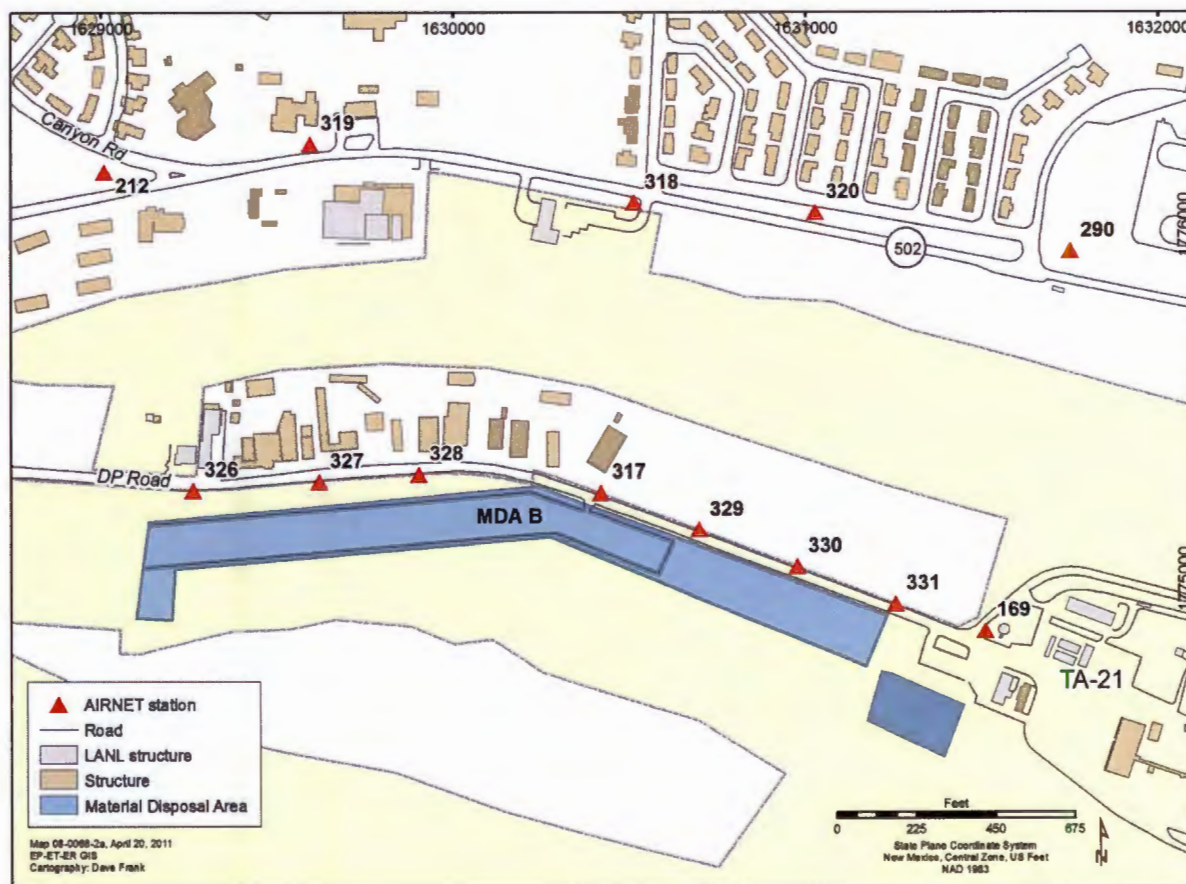 1629000
1630000
1631000
1632000
Canyon Rd
319
212
318
320
290
1776000
502
326
327
328
317
DP Road
MDA B
329
330
331
169
1775000
TA-21
AIRNET station
Road
LANL structure
Structure
Material Disposal Area
Map 08-0068-2a, April 20, 2011
EP-ET-ER GIS
Cartography: Dave Frank
Feet
0 225 450 675
State Plane Coordinate System
New Mexico, Central Zone, US Feet
NAD 1983
N